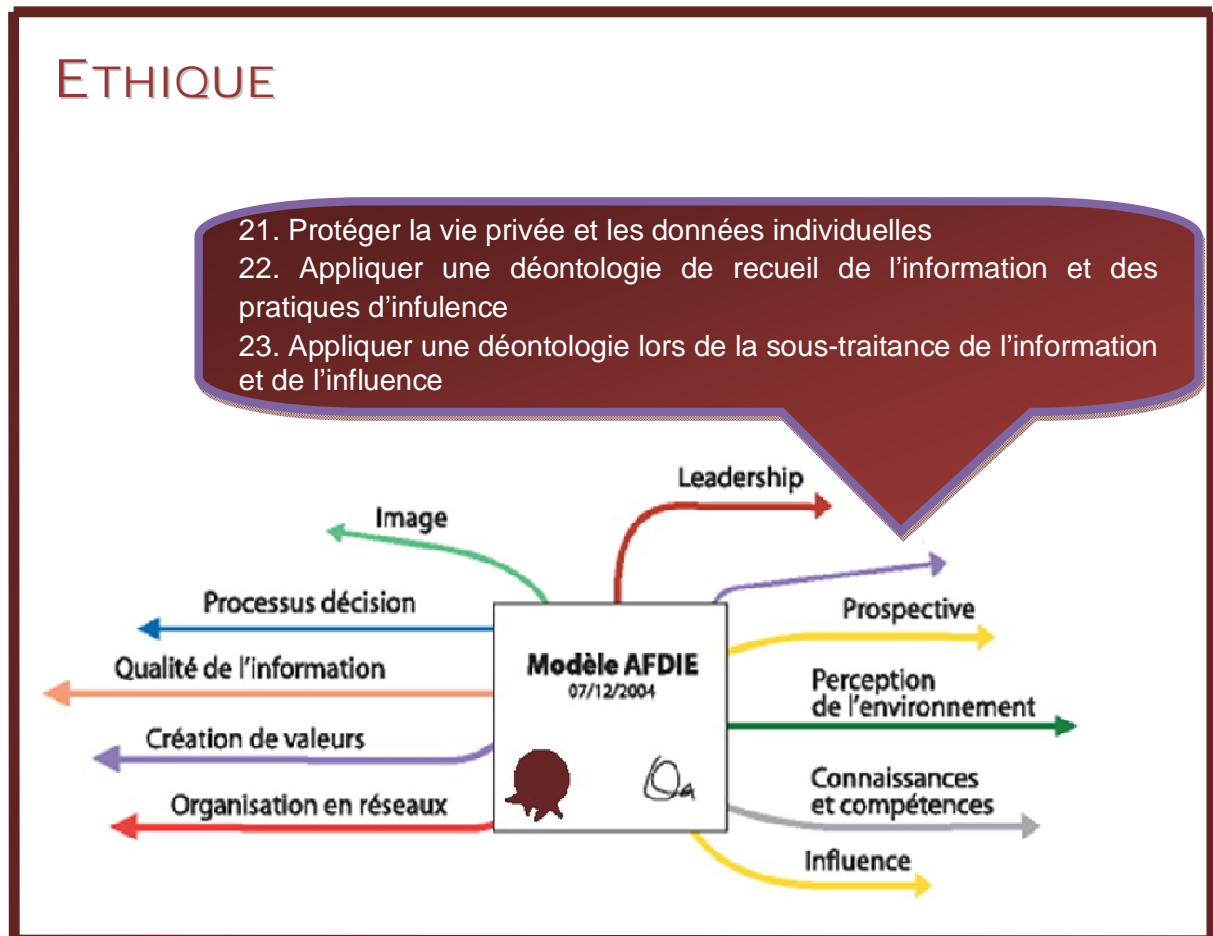 ETHIQUE
21. Protéger la vie privée et les données individuelles
22. Appliquer une déontologie de recueil de l’information et des
pratiques d’infulence
23. Appliquer une déontologie lors de la sous-traitance de l’information
et de l’influence
Leadership
Image
Processus décision
Prospective
Qualité de l’information
Modèle AFDIE
07/12/2004
Perception
de l’environnement
Création de valeurs
Connaissances
et compétences
Organisation en réseaux
Influence